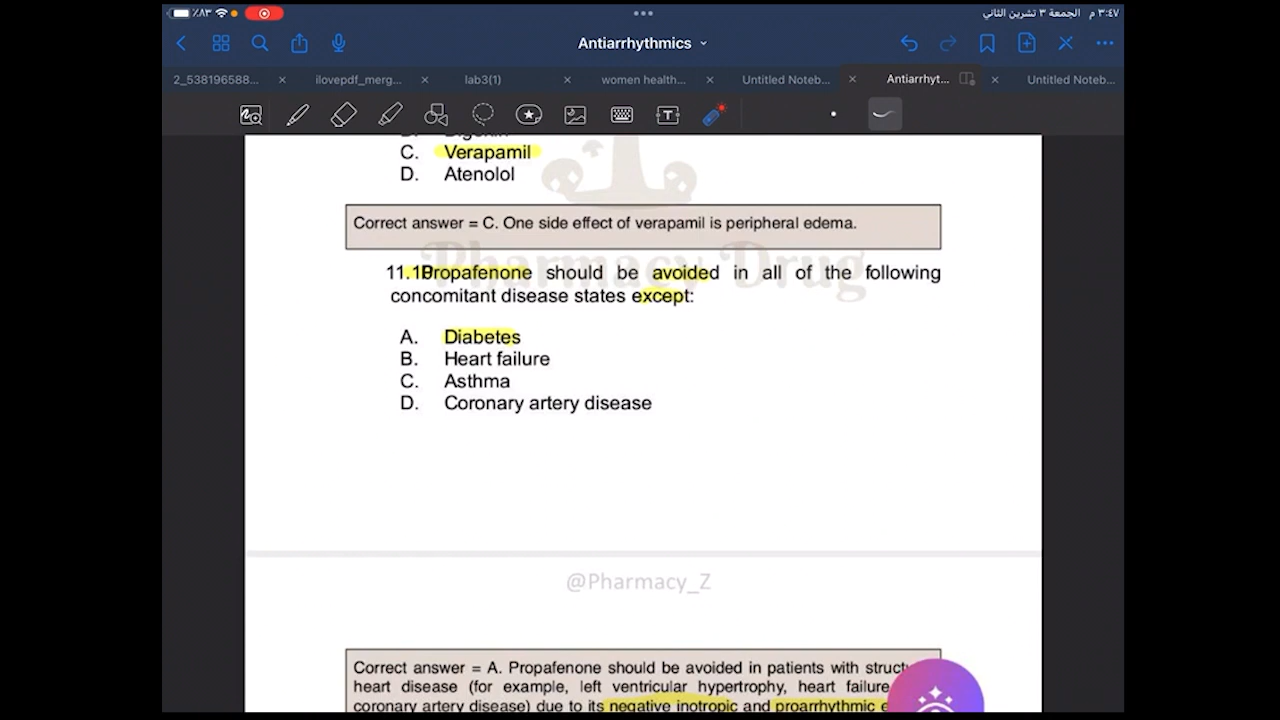 ٪٨٣
٣:٤٧ م الجمعة ٣ تشرين الثاني
Antiarrhythmics
2_538196588...
ilovepdf_merg...
lab3(1)
women health...
Untitled Noteb...
Antiarrhyt...
Untitled Noteb...
C. Verapamil
D. Atenolol
Correct answer = C. One side effect of verapamil is peripheral edema.
Pharmacy Drug
Propafenone should be avoided in all of the following
concomitant disease states except:
A. Diabetes
B. Heart failure
C. Asthma
D. Coronary artery disease
@Pharmacy_Z
Correct answer = A. Propafenone should be avoided in patients with
heart disease (for example, left ventricular hypertrophy, heart failure
coronary artery disease) due to its negative inotropic and proarrhythmic